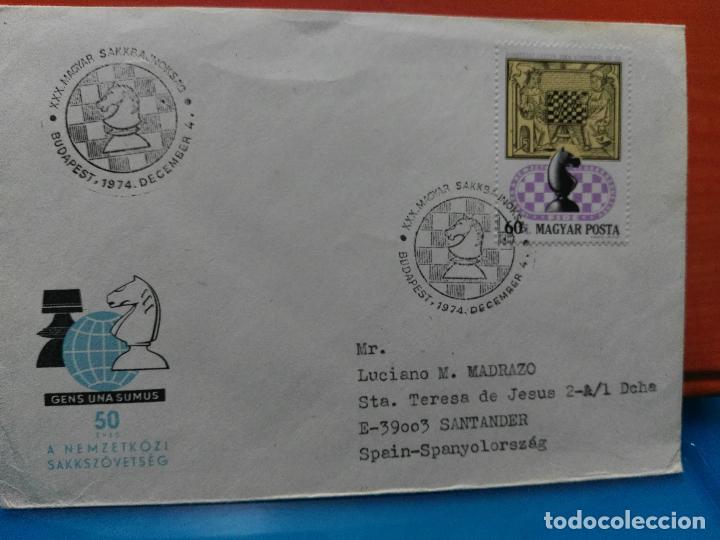 XXX. MAGYAR SAKKBAJNOKSÁG
BUDAPEST, 1974. DECEMBER 4.
XXX. MAGYAR SAKKBAJNOKSÁG
BUDAPEST, 1974. DECEMBER 4.
FIDE
60f. MAGYAR POSTA
GENS UNA SUMUS
50
ÉVES
A NEMZETKÖZI
SAKKSZÖVETSÉG
Mr.
Luciano M. MADRAZO
Sta. Teresa de Jesus 2-A/1 Dcha
E-39003 SANTANDER
Spain-Spanyolország
todocoleccion